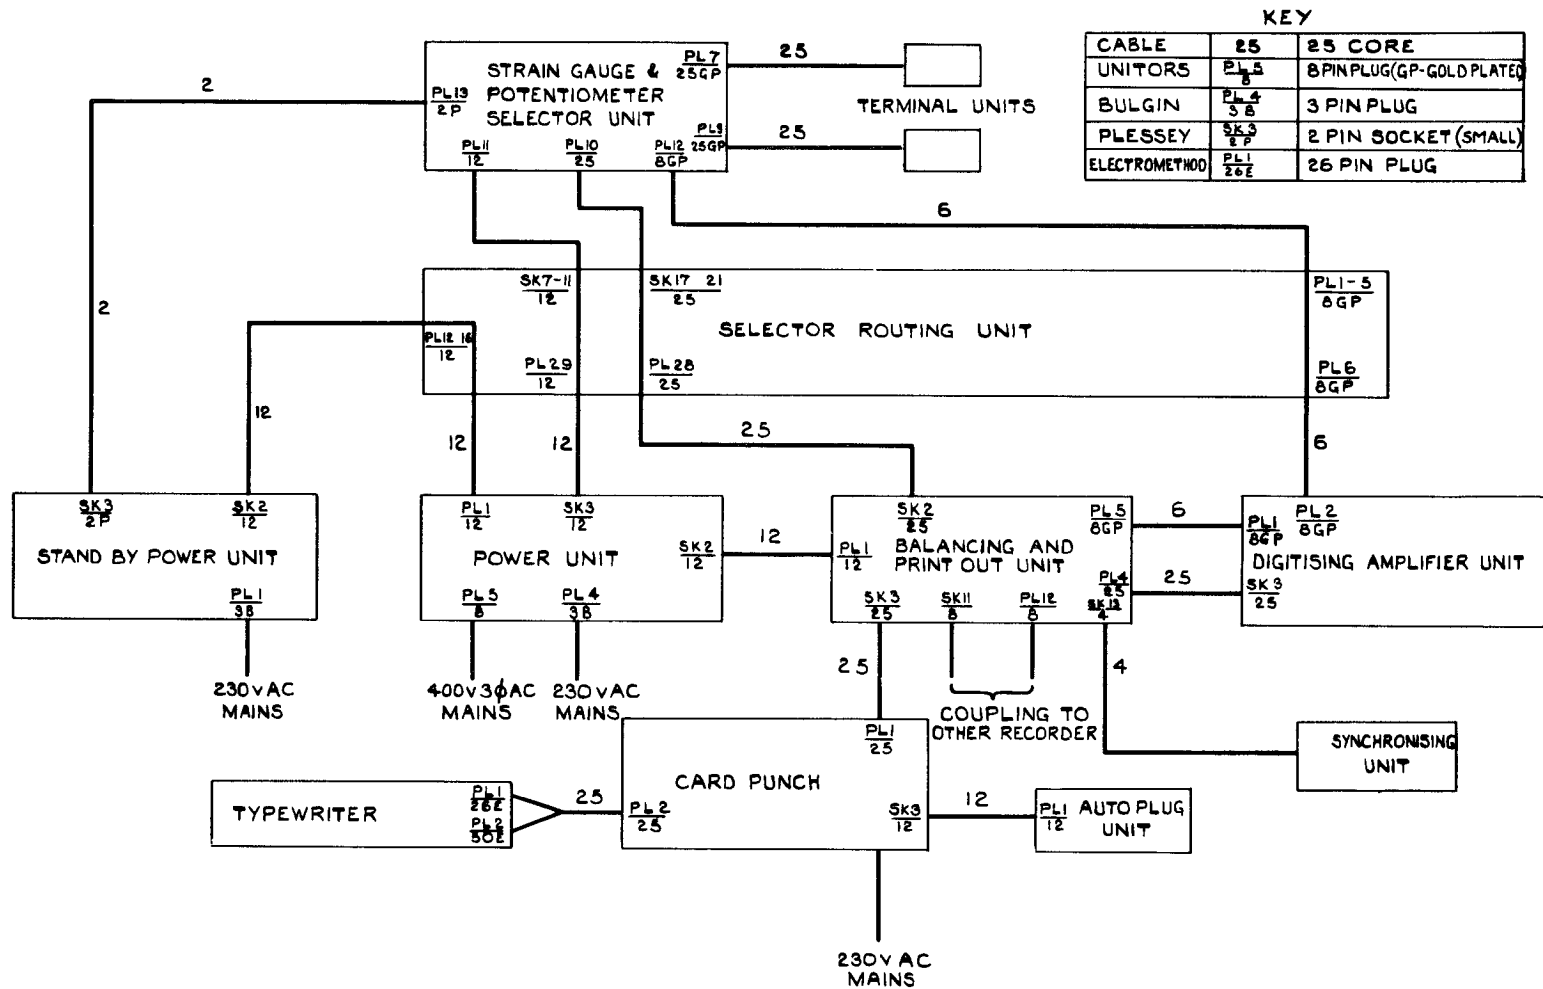 KEY
CABLE 25 25 CORE
UNITORS PL5/8 8 PIN PLUG (GP-GOLD PLATED)
BULGIN PL4/3B 3 PIN PLUG
PLESSEY SK3/2P 2 PIN SOCKET (SMALL)
ELECTROMETHOD PL1/26E 26 PIN PLUG
STRAIN GAUGE &
POTENTIOMETER
SELECTOR UNIT
PL7
25GP
25
PL13
2P
2
TERMINAL UNITS
PL9
25GP
25
PL11
12
PL10
25
PL12
8GP
6
SK7-11
12
SK17 21
25
PL1-5
8GP
2
SELECTOR ROUTING UNIT
PL12 16
12
PL29
12
PL28
25
PL6
8GP
12
12
12
25
6
SK3
2P
SK2
12
STAND BY POWER UNIT
PL1
3B
230V AC
MAINS
PL1
12
SK3
12
POWER UNIT
SK2
12
12
PL5
8
PL4
3B
400V 3ϕ AC
MAINS
230V AC
MAINS
SK2
25
PL5
8GP
6
PL1
12
BALANCING AND
PRINT OUT UNIT
PL4
25
25
SK3
25
SK11
8
PL12
8
SK13
4
PL1
8GP
PL2
8GP
DIGITISING AMPLIFIER UNIT
SK3
25
25
4
COUPLING TO
OTHER RECORDER
SYNCHRONISING
UNIT
PL1
25
CARD PUNCH
PL2
25
SK3
12
12
PL1
12
AUTO PLUG
UNIT
TYPEWRITER
PL1
26E
PL2
50E
25
230V AC
MAINS